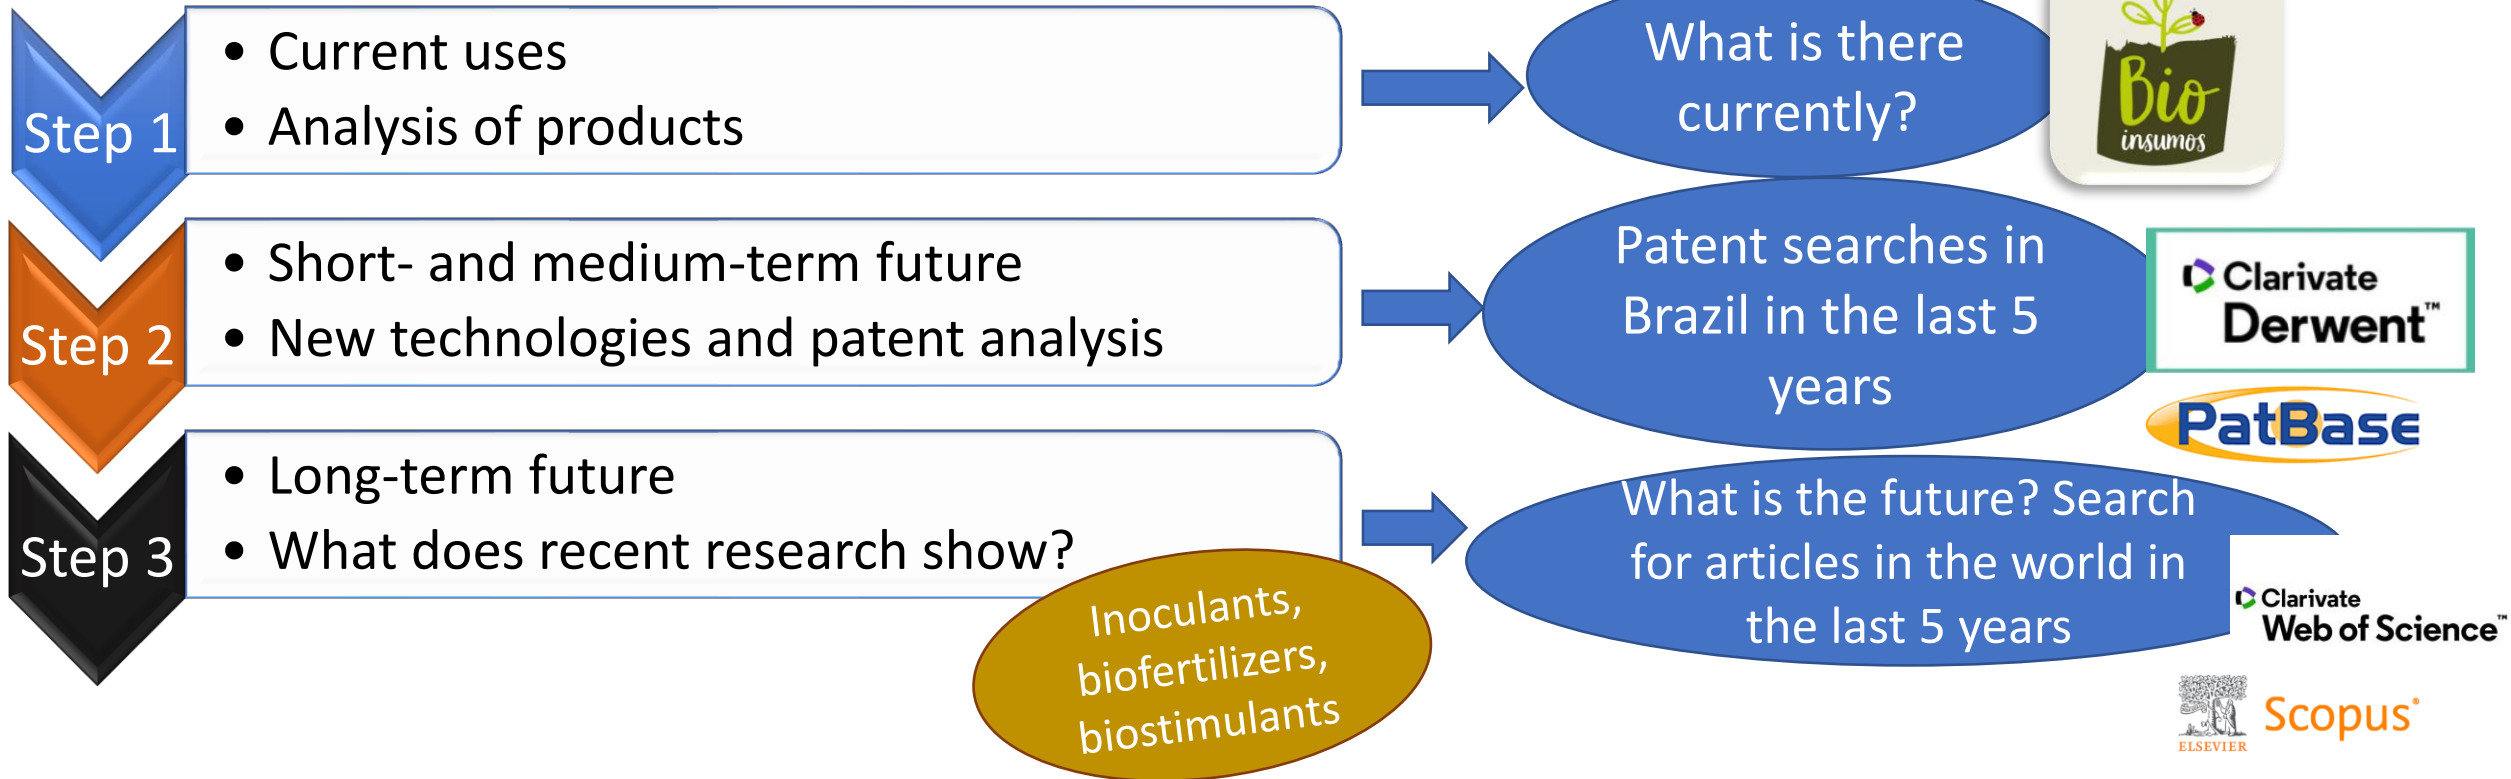 Step 1
• Current uses
• Analysis of products
What is there
currently?
Bio
insumos
Step 2
• Short- and medium-term future
• New technologies and patent analysis
Patent searches in
Brazil in the last 5
years
Clarivate
Derwent™
PatBase
Step 3
• Long-term future
• What does recent research show?
What is the future? Search
for articles in the world in
the last 5 years
Clarivate
Web of Science™
Inoculants,
biofertilizers,
biostimulants
ELSEVIER
Scopus®